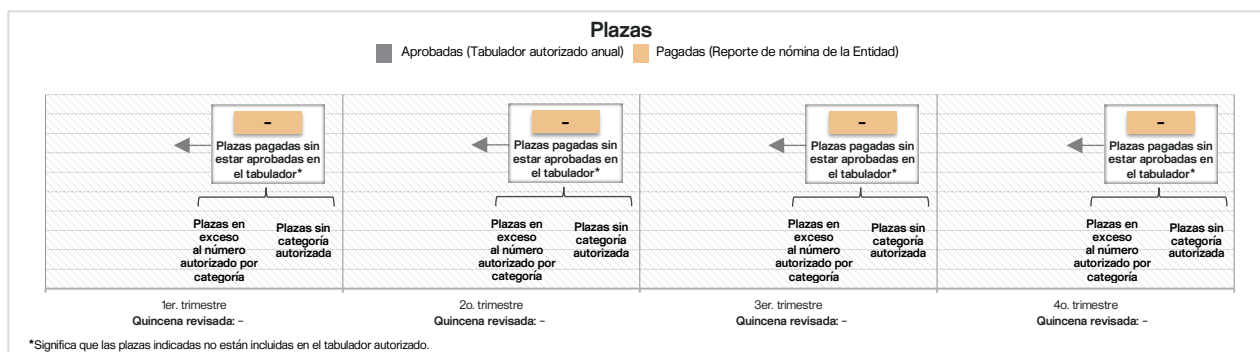 Plazas
Aprobadas (Tabulador autorizado anual) Pagadas (Reporte de nómina de la Entidad)
-
Plazas pagadas sin
estar aprobadas en
el tabulador*
Plazas en
exceso
al número
autorizado por
categoría
Plazas sin
categoría
autorizada
1er. trimestre
Quincena revisada: -
-
Plazas pagadas sin
estar aprobadas en
el tabulador*
Plazas en
exceso
al número
autorizado por
categoría
Plazas sin
categoría
autorizada
2o. trimestre
Quincena revisada: -
-
Plazas pagadas sin
estar aprobadas en
el tabulador*
Plazas en
exceso
al número
autorizado por
categoría
Plazas sin
categoría
autorizada
3er. trimestre
Quincena revisada: -
-
Plazas pagadas sin
estar aprobadas en
el tabulador*
Plazas en
exceso
al número
autorizado por
categoría
Plazas sin
categoría
autorizada
4o. trimestre
Quincena revisada: -
*Significa que las plazas indicadas no están incluidas en el tabulador autorizado.